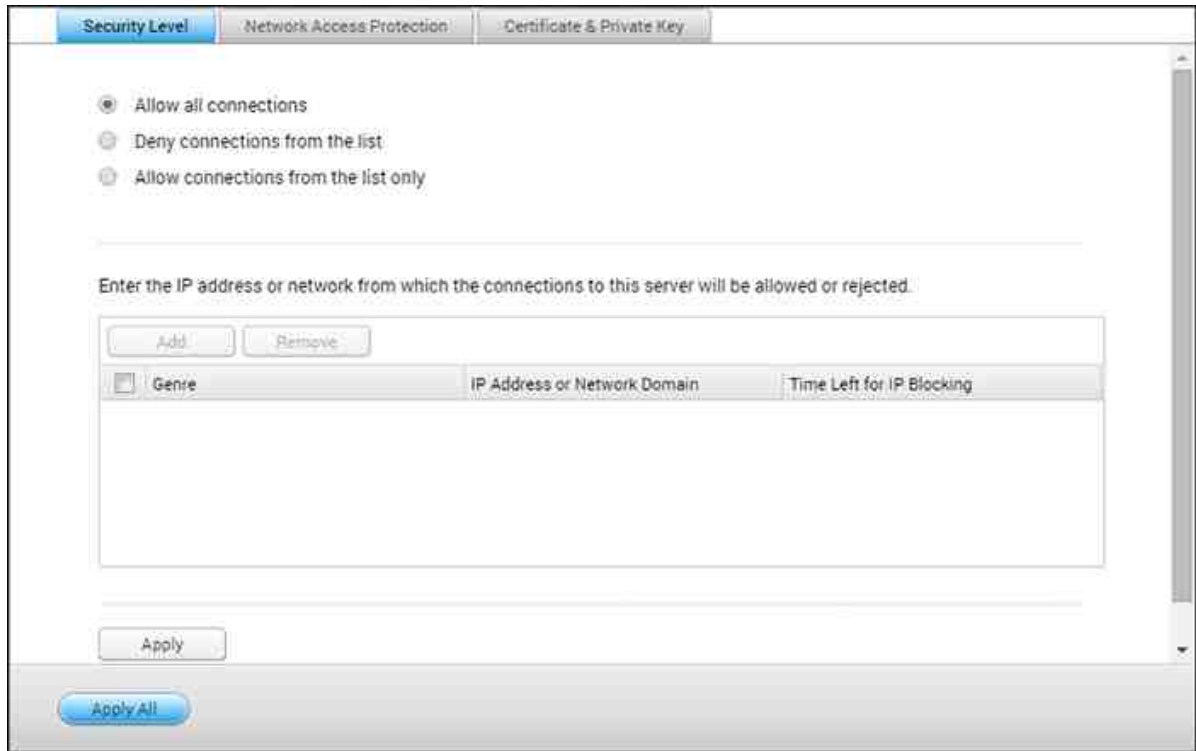 Security Level Network Access Protection Certificate & Private Key
Allow all connections
Deny connections from the list
Allow connections from the list only
Enter the IP address or network from which the connections to this server will be allowed or rejected.
Add Remove
Genre IP Address or Network Domain Time Left for IP Blocking
Apply
Apply All